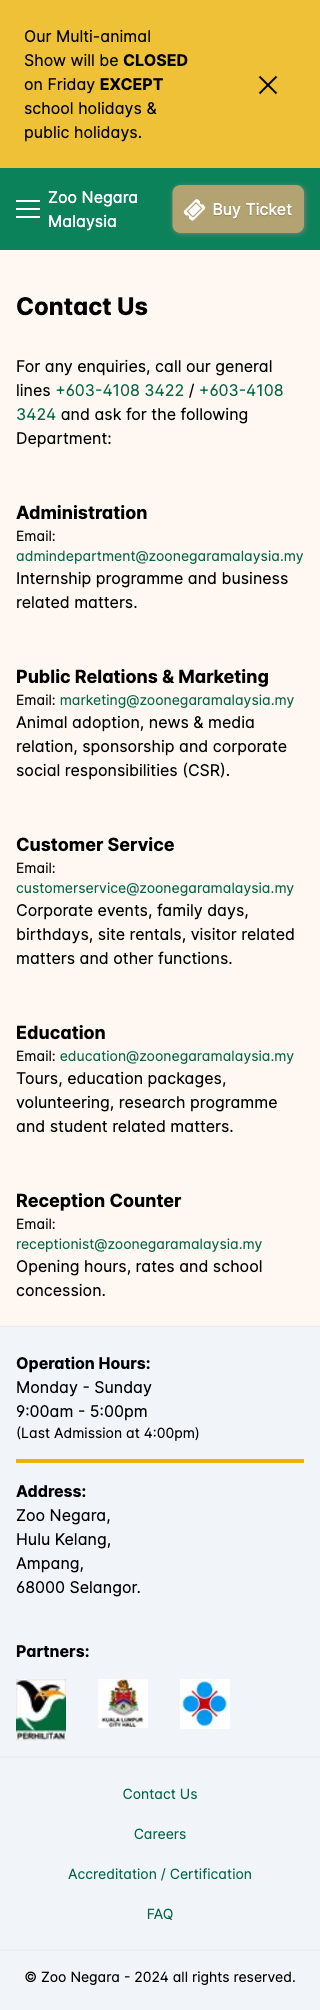 Our Multi-animal
Show will be CLOSED
on Friday EXCEPT
school holidays &
public holidays.
Zoo Negara
Malaysia
Buy Ticket
Contact Us
For any enquiries, call our general
lines +603-4108 3422 / +603-4108
3424 and ask for the following
Department:
Administration
Email:
admindepartment@zoonegaramalaysia.my
Internship programme and business
related matters.
Public Relations & Marketing
Email: marketing@zoonegaramalaysia.my
Animal adoption, news & media
relation, sponsorship and corporate
social responsibilities (CSR).
Customer Service
Email:
customerservice@zoonegaramalaysia.my
Corporate events, family days,
birthdays, site rentals, visitor related
matters and other functions.
Education
Email: education@zoonegaramalaysia.my
Tours, education packages,
volunteering, research programme
and student related matters.
Reception Counter
Email:
receptionist@zoonegaramalaysia.my
Opening hours, rates and school
concession.
Operation Hours:
Monday - Sunday
9:00am - 5:00pm
(Last Admission at 4:00pm)
Address:
Zoo Negara,
Hulu Kelang,
Ampang,
68000 Selangor.
Partners:
PERHILITAN
KUALA LUMPUR
CITY HALL
Contact Us
Careers
Accreditation / Certification
FAQ
© Zoo Negara - 2024 all rights reserved.